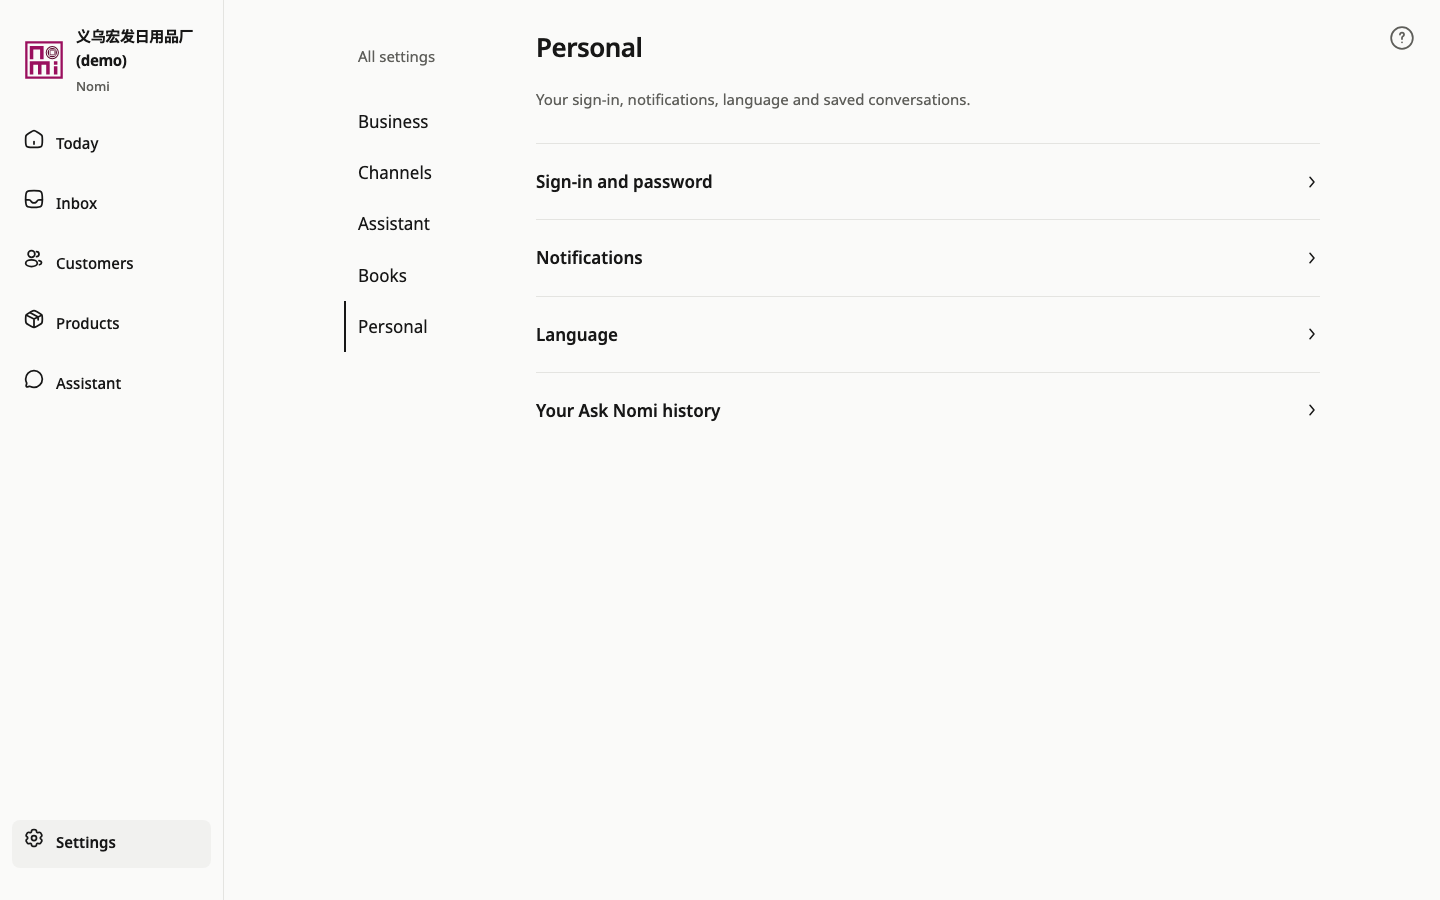 义乌宏发日用品厂
(demo)
Nomi
Today
Inbox
Customers
Products
Assistant
Settings
All settings
Business
Channels
Assistant
Books
Personal
Personal
Your sign-in, notifications, language and saved conversations.
Sign-in and password
Notifications
Language
Your Ask Nomi history